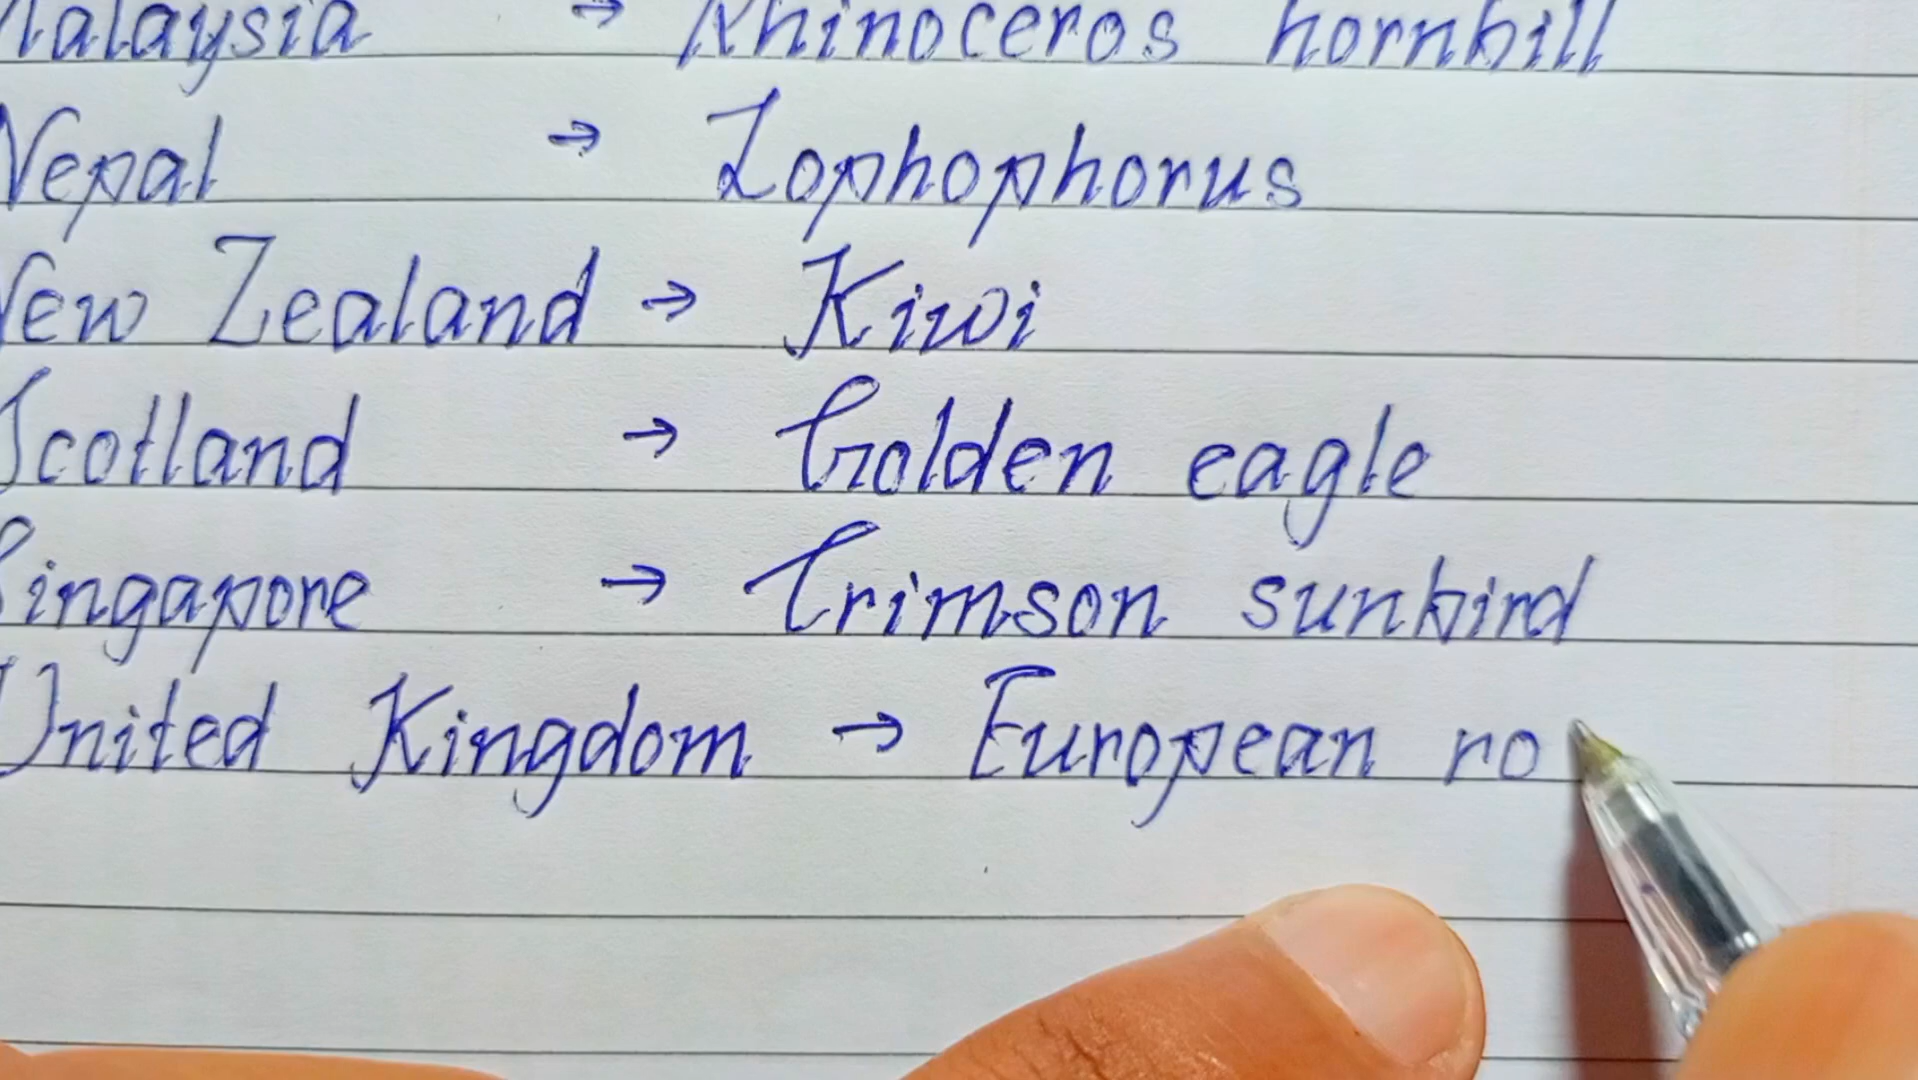 Malaysia → Rhinoceros hornbill
Nepal → Lophophorus
New Zealand → Kiwi
Scotland → Golden eagle
Singapore → Crimson sunbird
United Kingdom → European ro